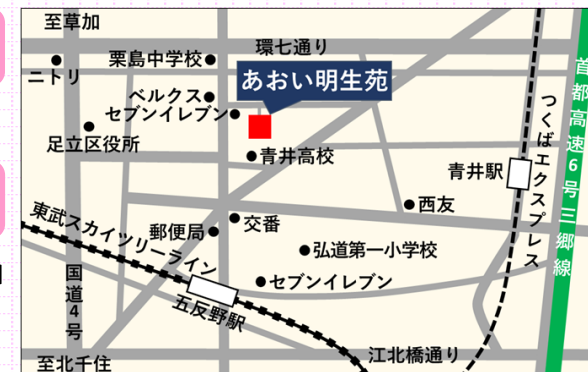 至草加
環七通り
栗島中学校
ニトリ
あおい明生苑
ベルクス
セブンイレブン
足立区役所
青井高校
首都高速6号三郷線
つくばエクスプレス
青井駅
西友
東武スカイツリーライン
郵便局
交番
弘道第一小学校
セブンイレブン
国道4号
五反野駅
江北橋通り
至北千住